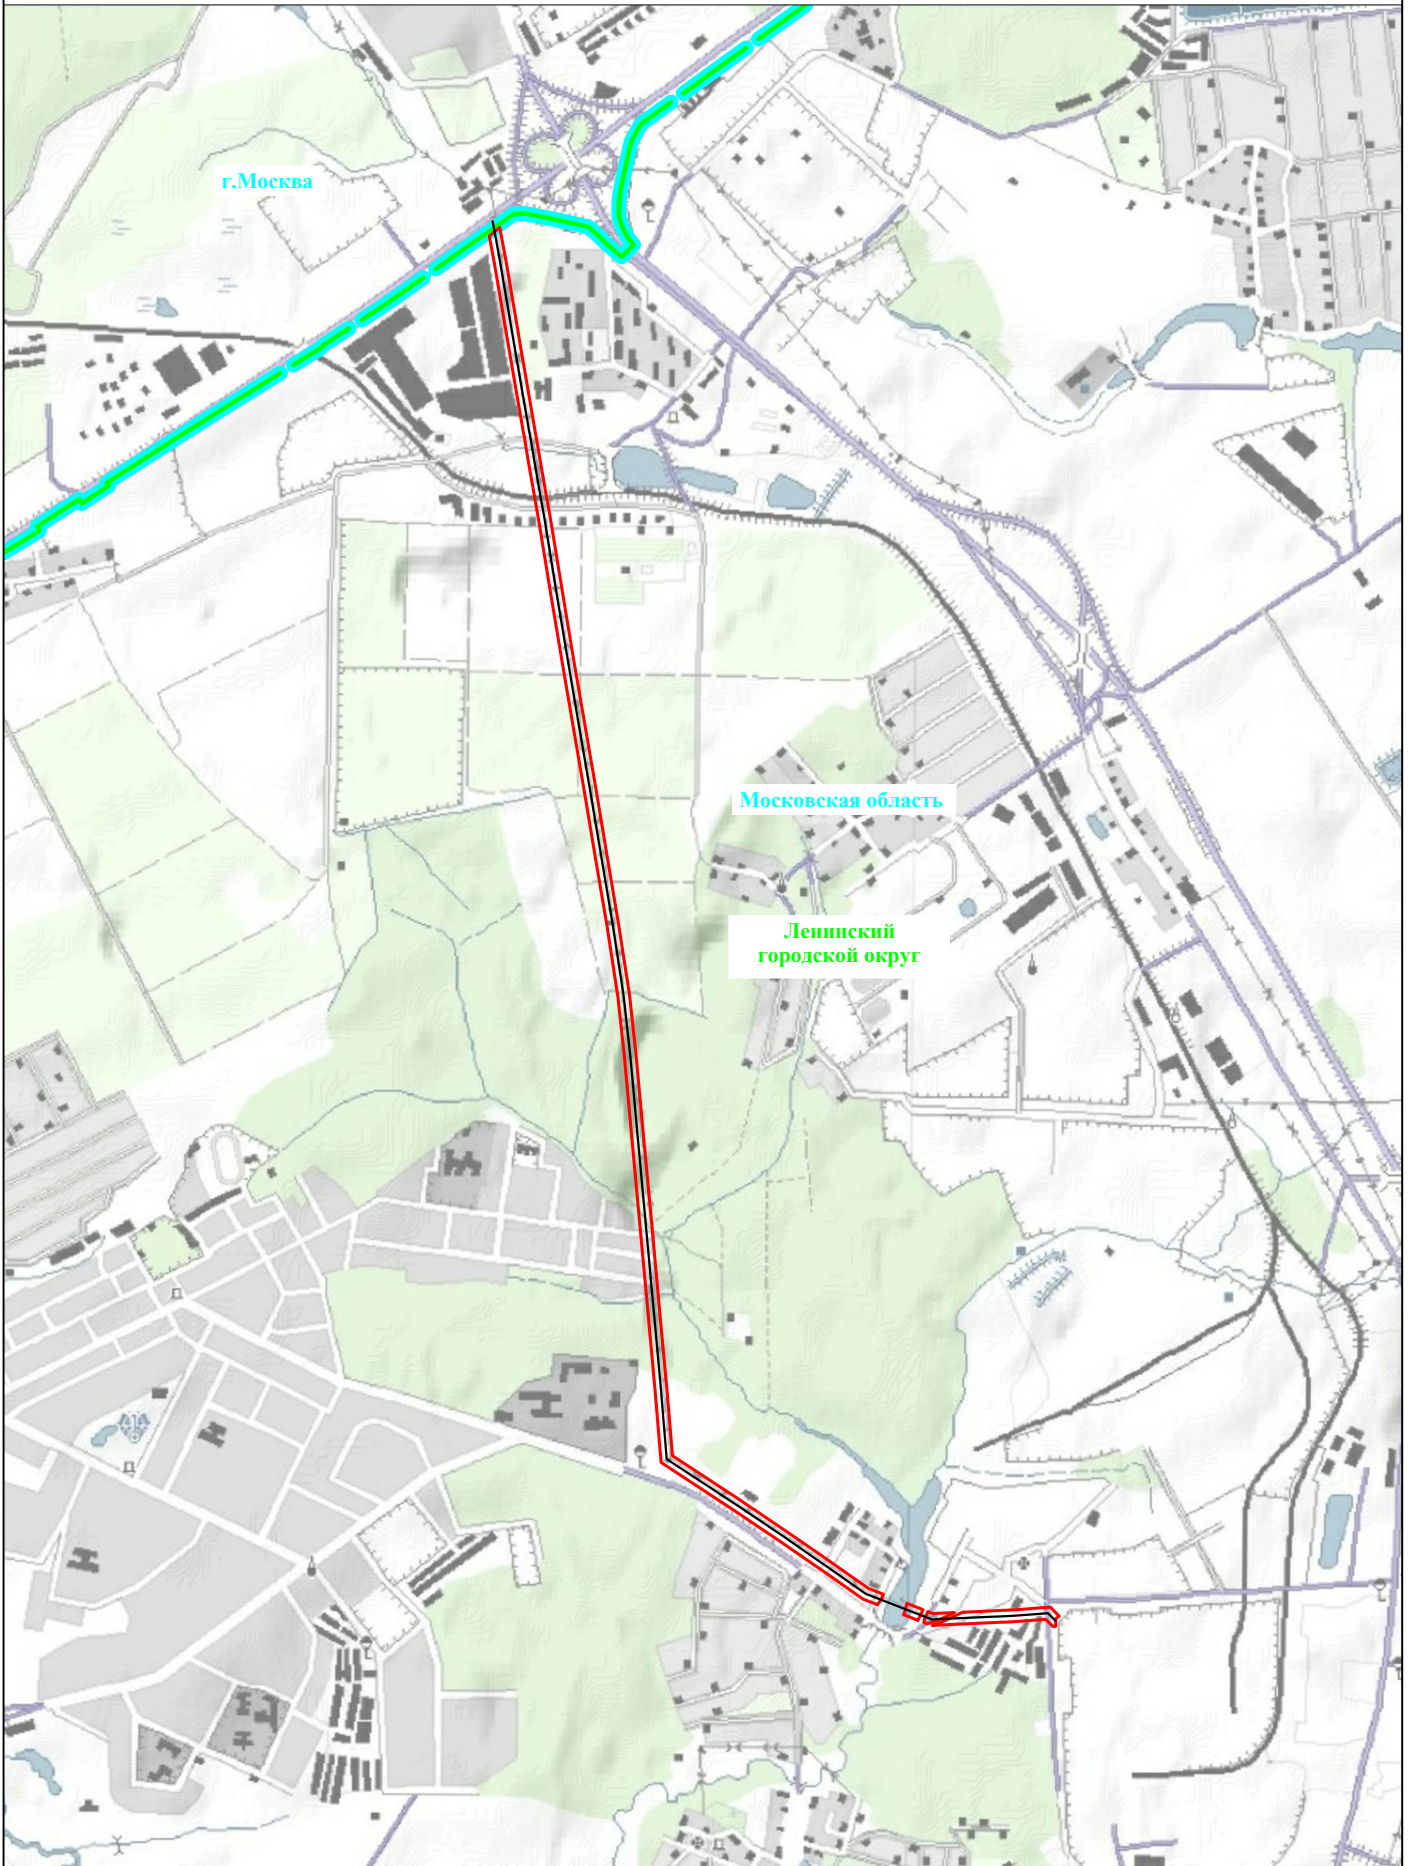 г.Москва
Московская область
Ленинский
городской округ